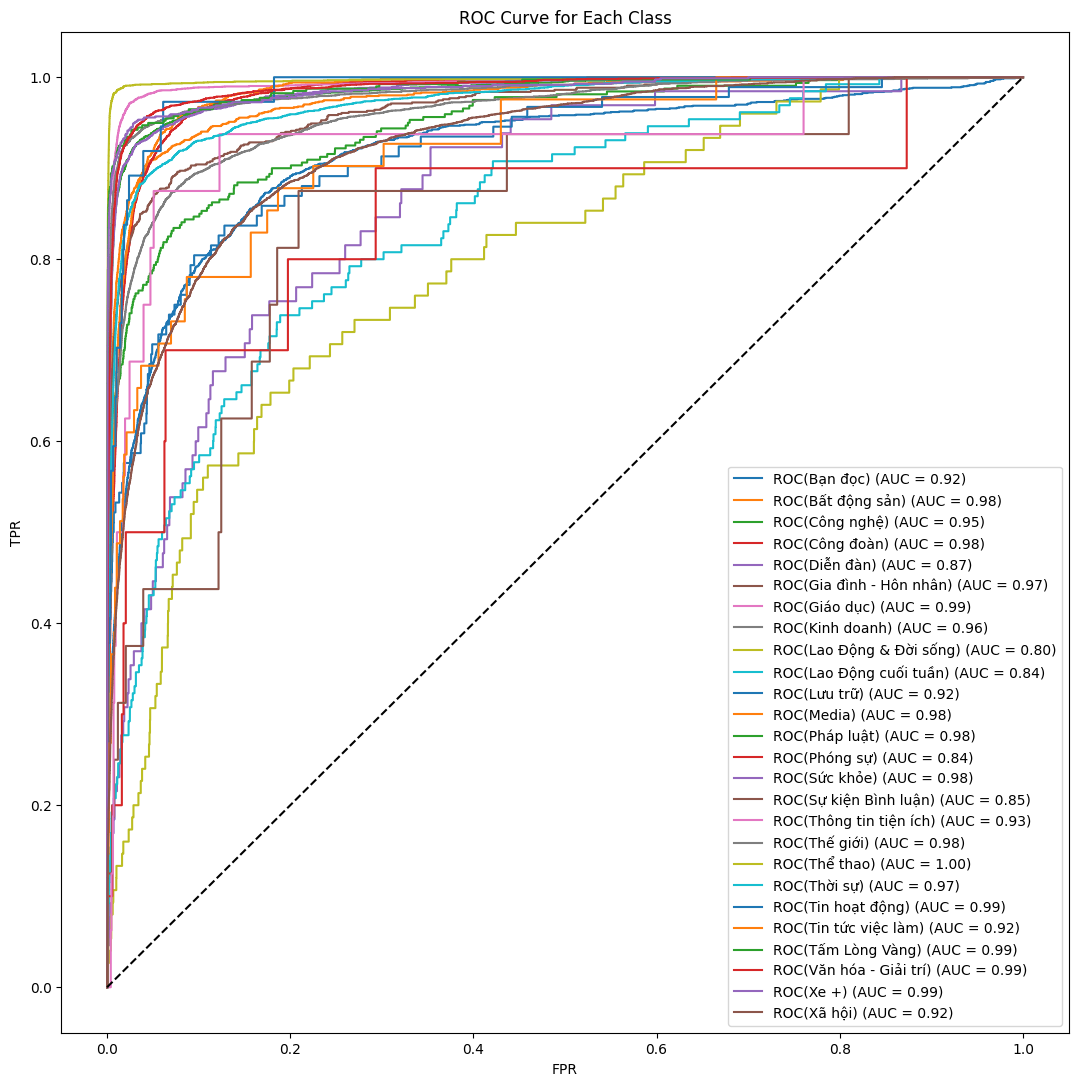 ROC Curve for Each Class
1.0
0.8
0.6
0.4
0.2
0.0
TPR
ROC(Bạn đọc) (AUC = 0.92)
ROC(Bất động sản) (AUC = 0.98)
ROC(Công nghệ) (AUC = 0.95)
ROC(Công đoàn) (AUC = 0.98)
ROC(Diễn đàn) (AUC = 0.87)
ROC(Gia đình - Hôn nhân) (AUC = 0.97)
ROC(Giáo dục) (AUC = 0.99)
ROC(Kinh doanh) (AUC = 0.96)
ROC(Lao Động & Đời sống) (AUC = 0.80)
ROC(Lao Động cuối tuần) (AUC = 0.84)
ROC(Lưu trữ) (AUC = 0.92)
ROC(Media) (AUC = 0.98)
ROC(Pháp luật) (AUC = 0.98)
ROC(Phóng sự) (AUC = 0.84)
ROC(Sức khỏe) (AUC = 0.98)
ROC(Sự kiện Bình luận) (AUC = 0.85)
ROC(Thông tin tiện ích) (AUC = 0.93)
ROC(Thế giới) (AUC = 0.98)
ROC(Thể thao) (AUC = 1.00)
ROC(Thời sự) (AUC = 0.97)
ROC(Tin hoạt động) (AUC = 0.99)
ROC(Tin tức việc làm) (AUC = 0.92)
ROC(Tấm Lòng Vàng) (AUC = 0.99)
ROC(Văn hóa - Giải trí) (AUC = 0.99)
ROC(Xe +) (AUC = 0.99)
ROC(Xã hội) (AUC = 0.92)
0.0 0.2 0.4 0.6 0.8 1.0
FPR